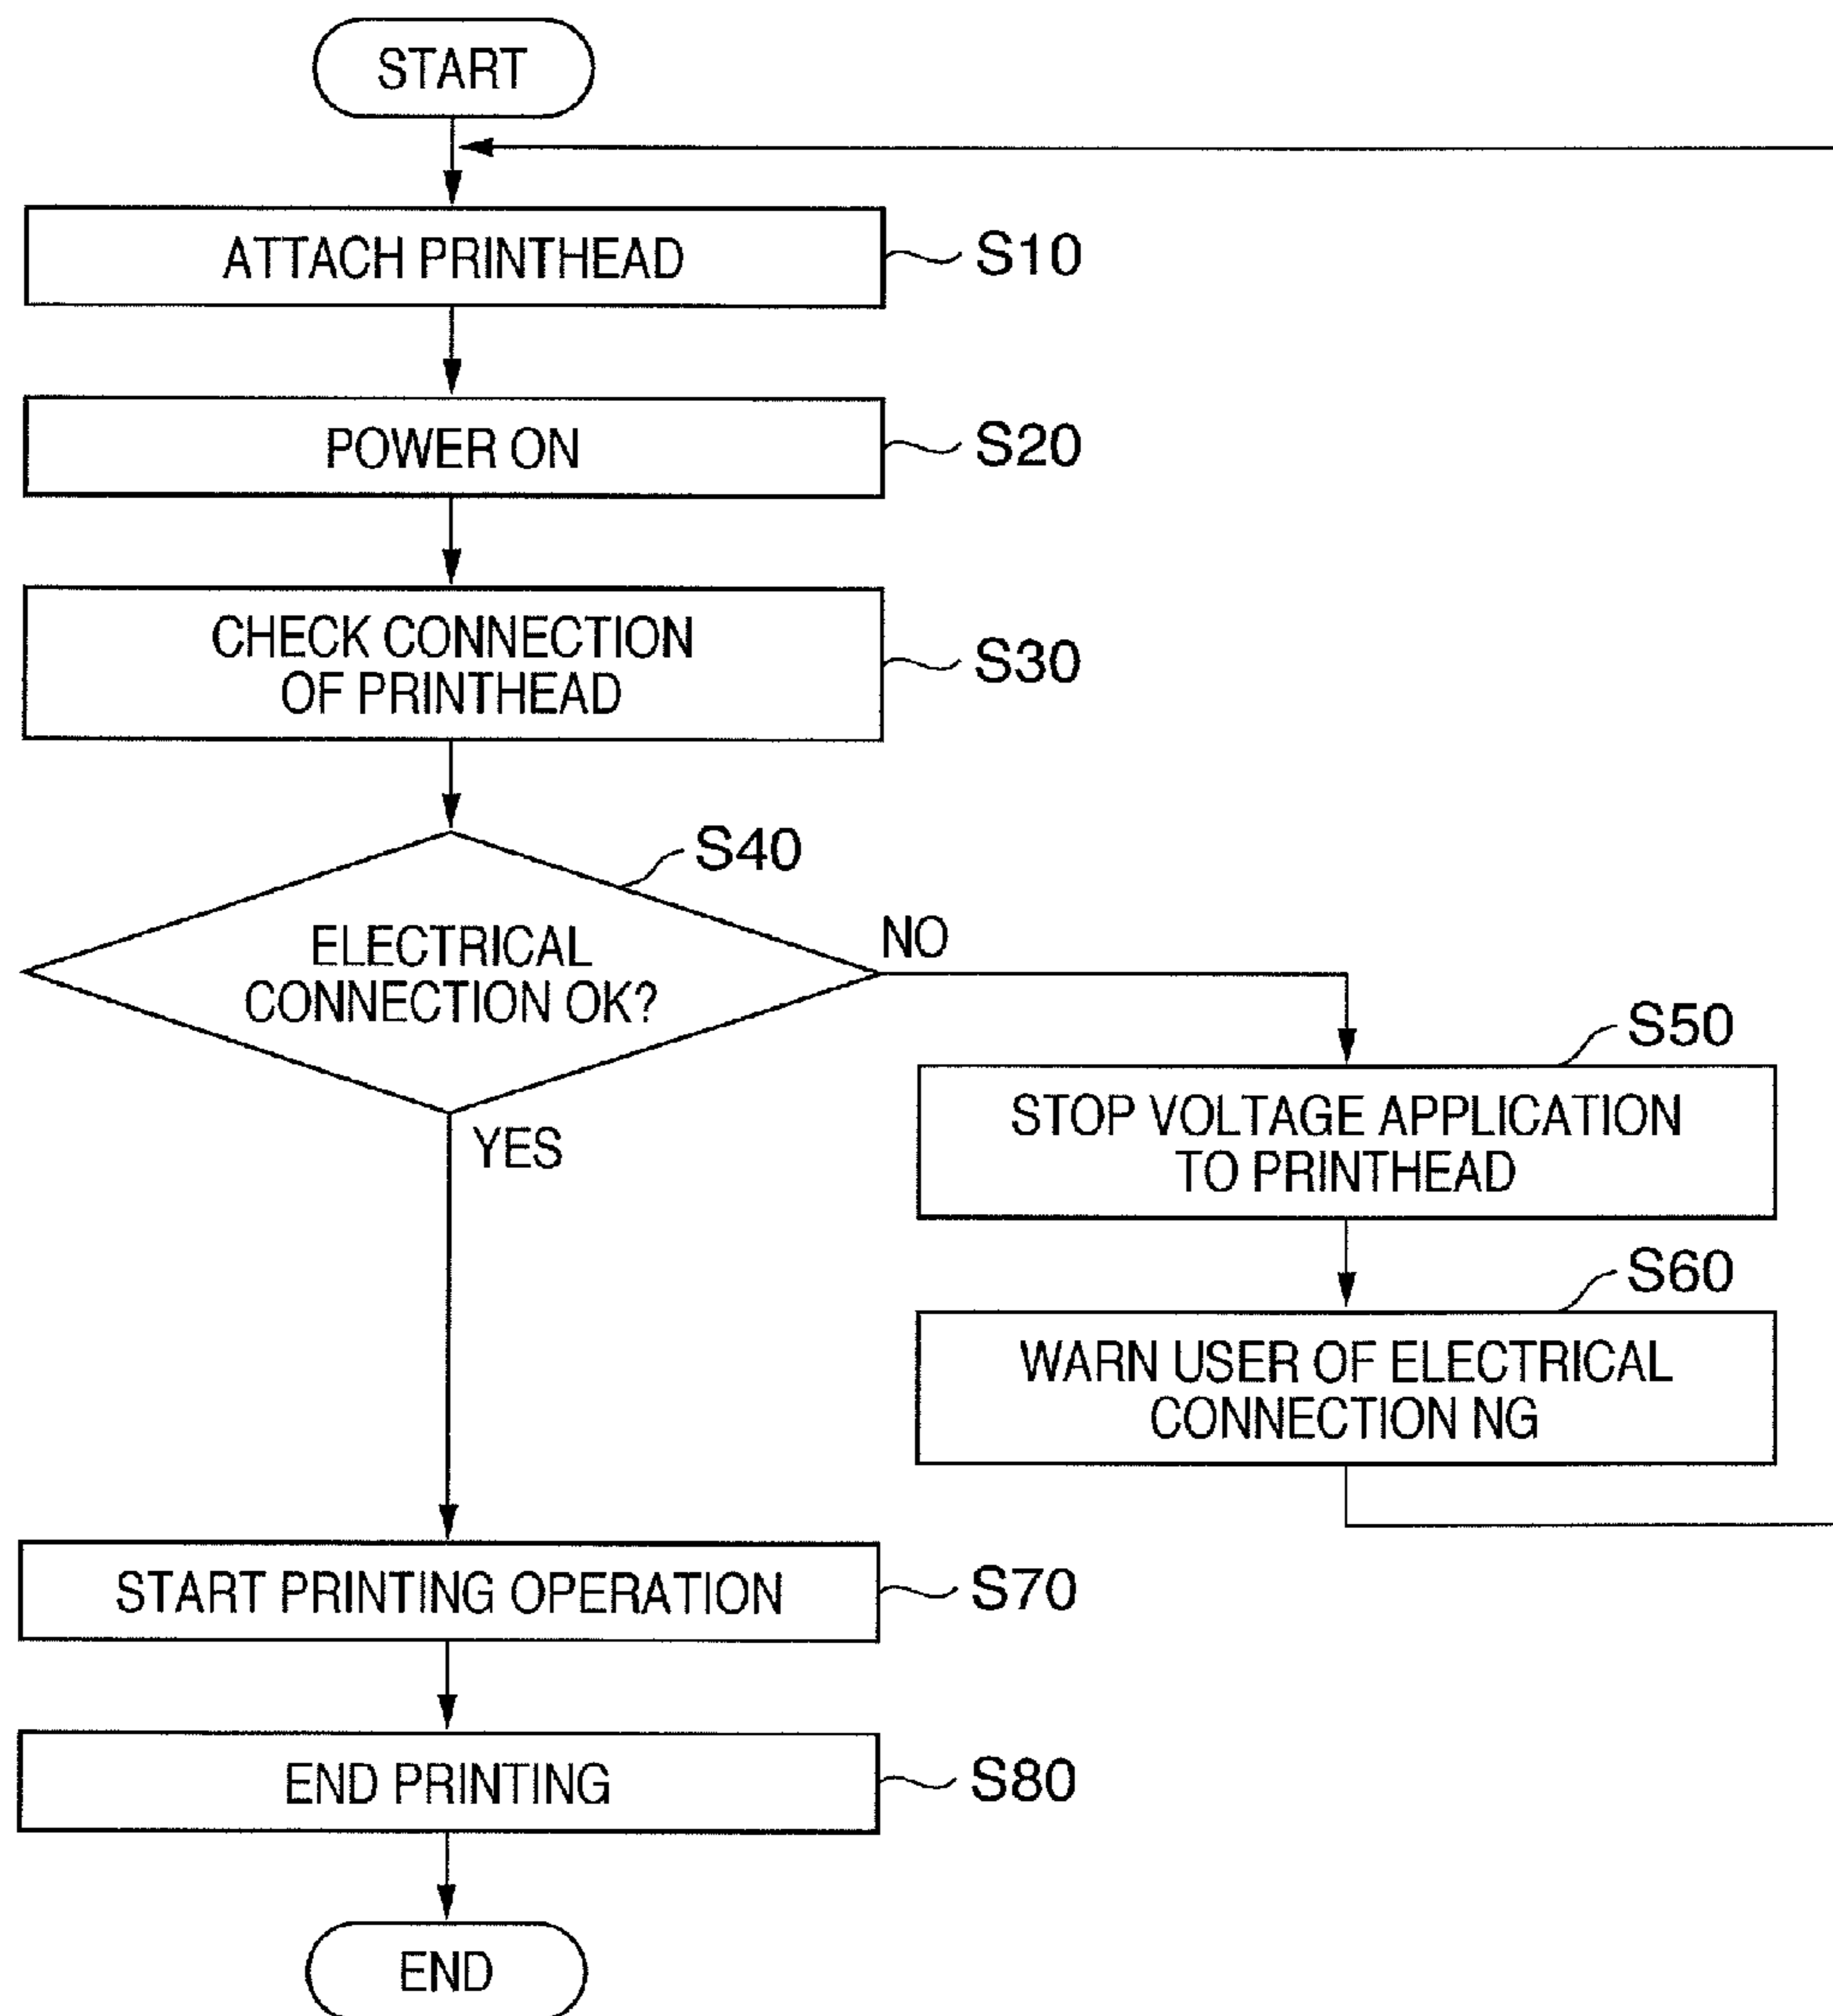 START
ATTACH PRINTHEAD
S10
POWER ON
S20
CHECK CONNECTION
OF PRINTHEAD
S30
S40
ELECTRICAL
CONNECTION OK?
NO
YES
S50
STOP VOLTAGE APPLICATION
TO PRINTHEAD
S60
WARN USER OF ELECTRICAL
CONNECTION NG
START PRINTING OPERATION
S70
END PRINTING
S80
END